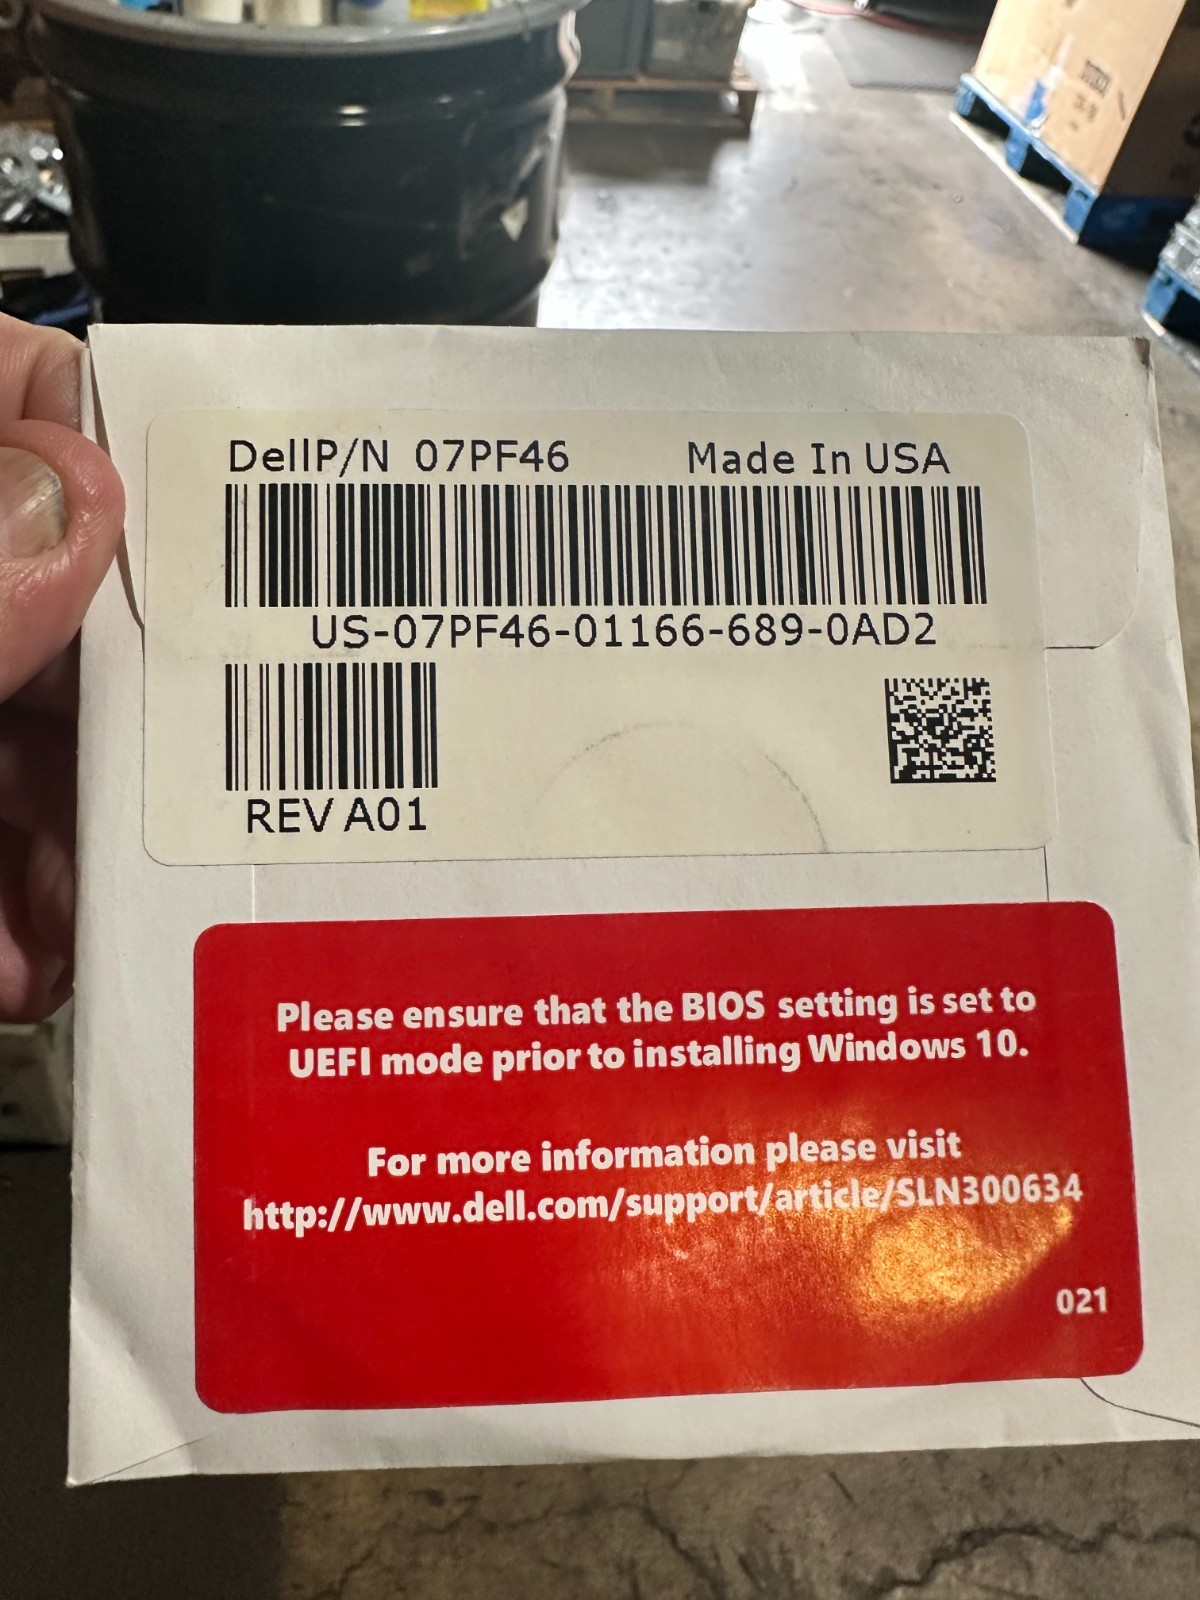 DellP/N 07PF46 Made In USA
US-07PF46-01166-689-0AD2
REV A01
Please ensure that the BIOS setting is set to
UEFI mode prior to installing Windows 10.
For more information please visit
http://www.dell.com/support/article/SLN300634
021